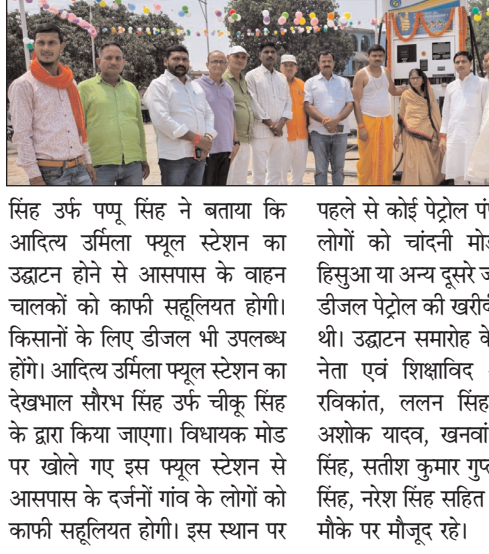 सिंह उर्फ पप्पू सिंह ने बताया कि
आदित्य उर्मिला फ्यूल स्टेशन का
उद्घाटन होने से आसपास के वाहन
चालकों को काफी सहूलियत होगी।
किसानों के लिए डीजल भी उपलब्ध
होंगे। आदित्य उर्मिला फ्यूल स्टेशन का
देखभाल सौरभ सिंह उर्फ चीकू सिंह
के द्वारा किया जाएगा। विधायक मोड
पर खोले गए इस फ्यूल स्टेशन से
आसपास के दर्जनों गांव के लोगों को
काफी सहूलियत होगी। इस स्थान पर
पहले से कोई पेट्रोल
लोगों को चांदनी
हिसुआ या अन्य दूसरे
डीजल पेट्रोल की
थी। उद्घाटन समारोह
नेता एवं शिक्षाविद
रविकांत, ललन सिंह
अशोक यादव,
सिंह, सतीश कुमार
सिंह, नरेश सिंह सहित
मौके पर मौजूद रहे।